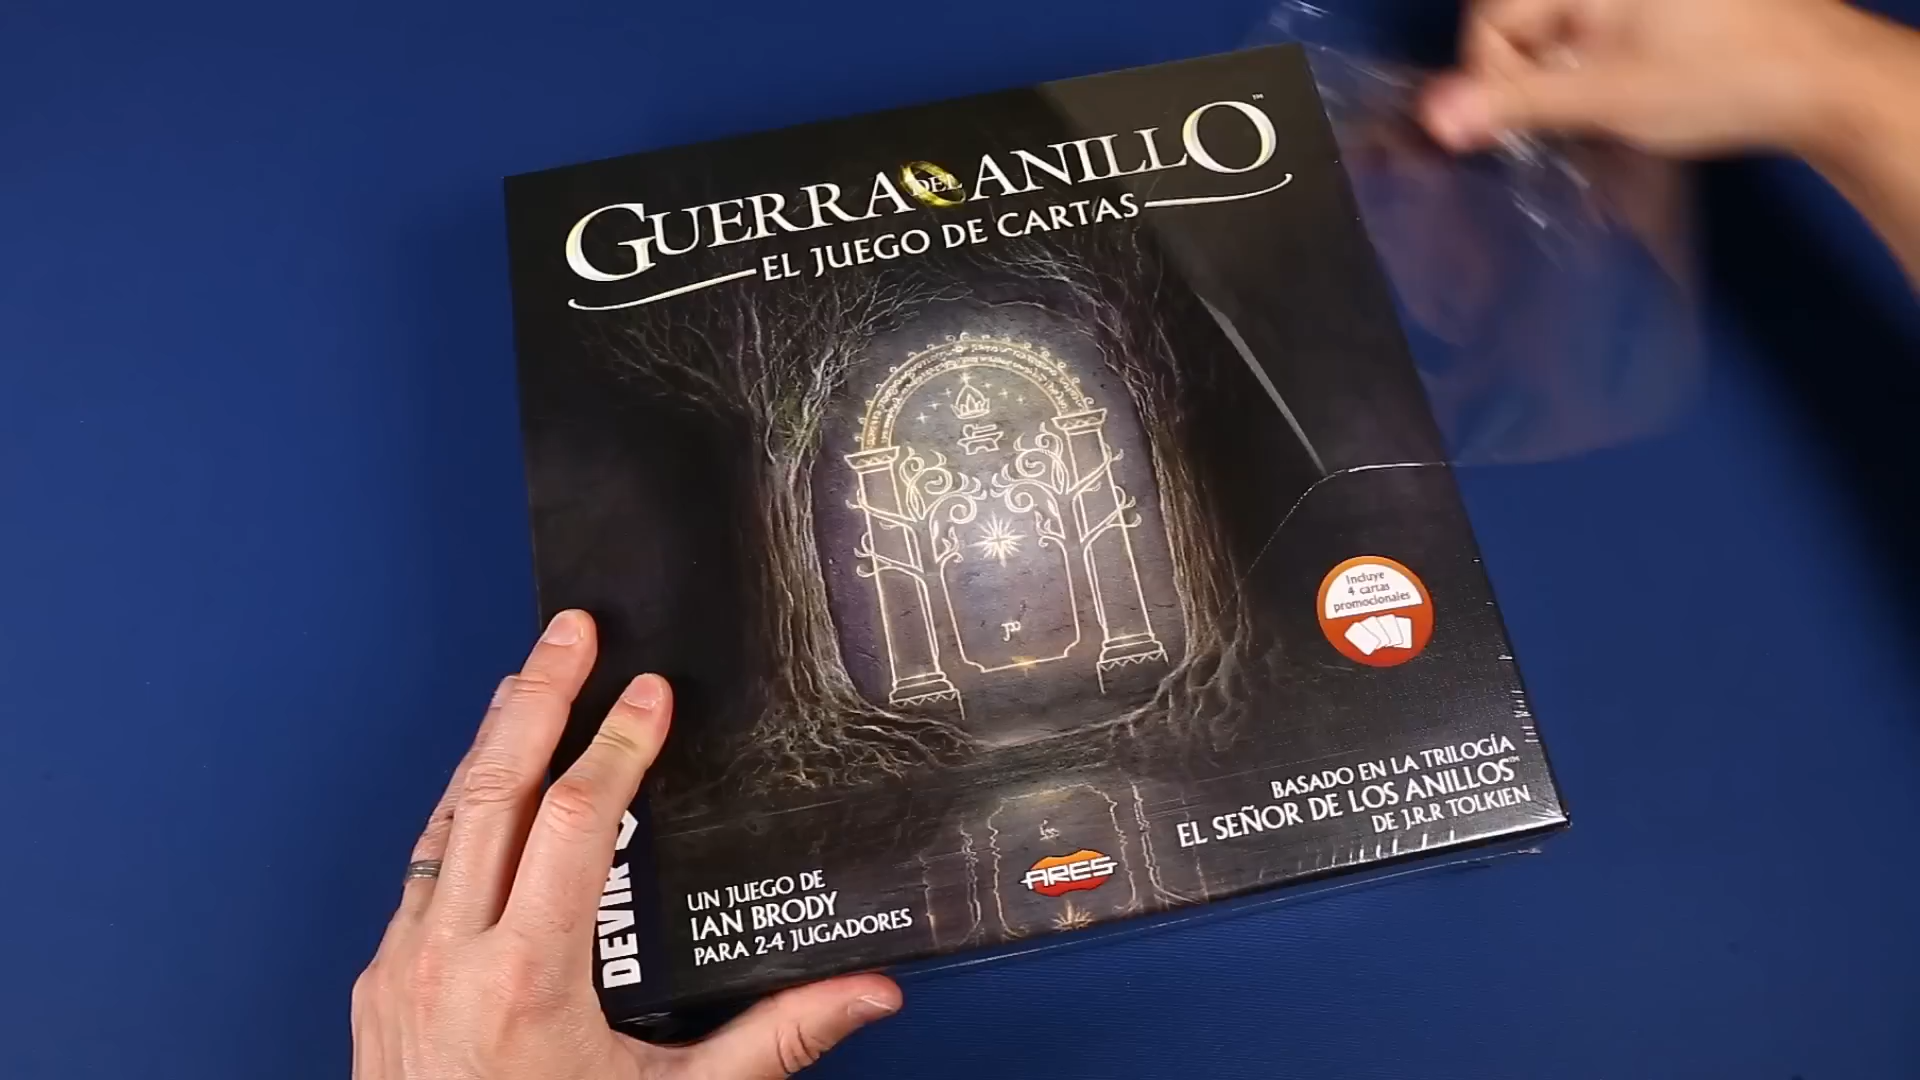 GUERRA DEL ANILLO™
EL JUEGO DE CARTAS
Incluye
4 cartas
promocionales
BASADO EN LA TRILOGÍA
EL SEÑOR DE LOS ANILLOS™
DE J.R.R TOLKIEN
ARES
UN JUEGO DE
IAN BRODY
PARA 2-4 JUGADORES
DEVIR